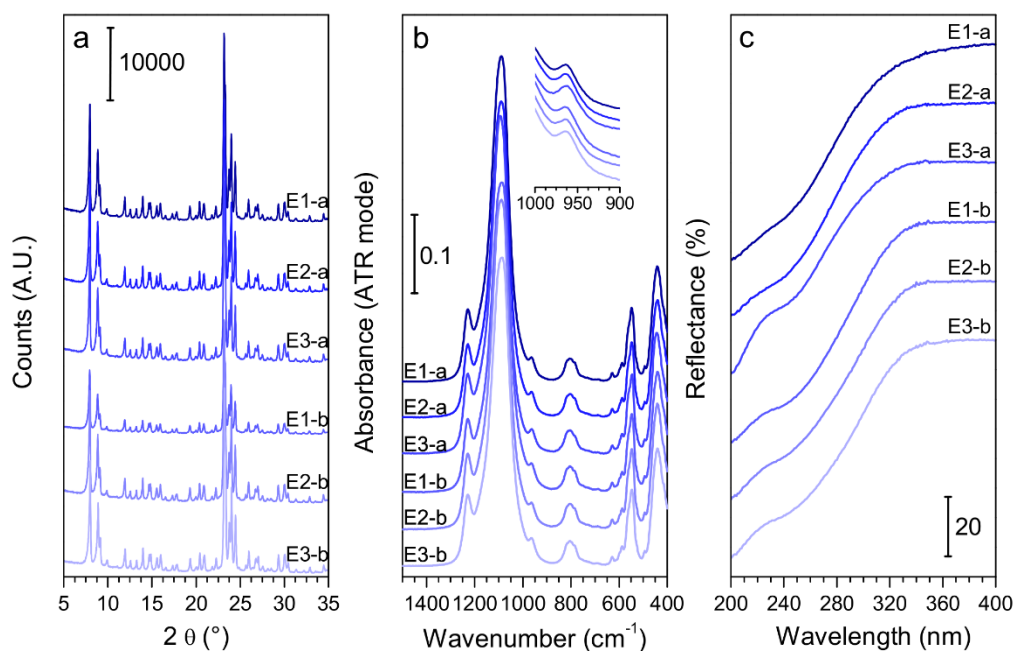 a
10000
E1-a
E2-a
E3-a
E1-b
E2-b
E3-b
Counts (A.U.)
5 10 15 20 25 30 35
2 θ (°)
b
0.1
1000 950 900
E1-a
E2-a
E3-a
E1-b
E2-b
E3-b
Absorbance (ATR mode)
1400 1200 1000 800 600 400
Wavenumber (cm⁻¹)
c
E1-a
E2-a
E3-a
E1-b
E2-b
E3-b
20
Reflectance (%)
200 240 280 320 360 400
Wavelength (nm)